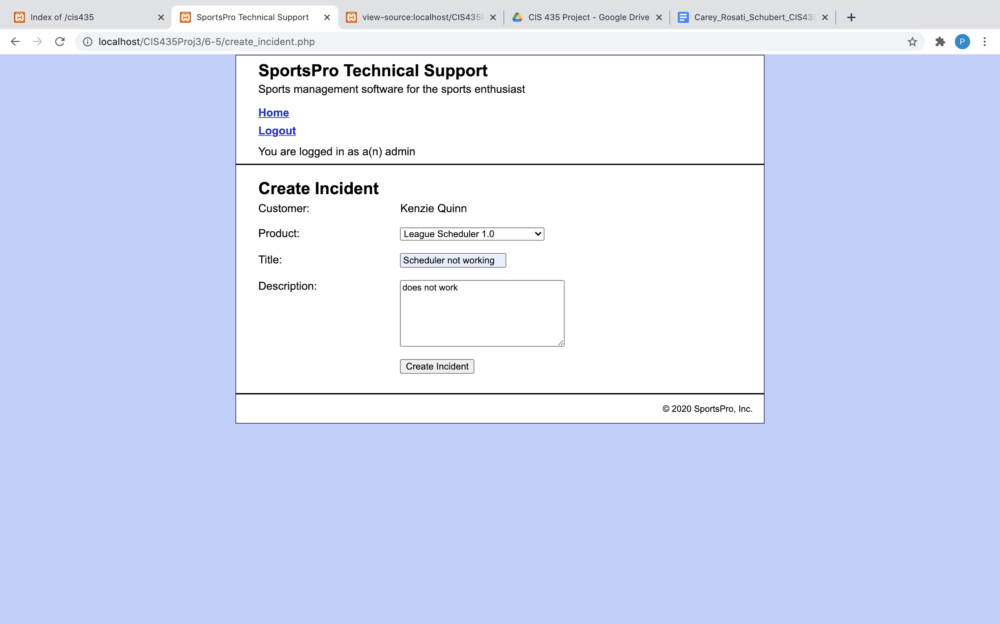 Index of /cis435
SportsPro Technical Support
view-source:localhost/CIS435
CIS 435 Project - Google Drive
Carey_Rosati_Schubert_CIS435
localhost/CIS435Proj3/6-5/create_incident.php
P
SportsPro Technical Support
Sports management software for the sports enthusiast
Home
Logout
You are logged in as a(n) admin
Create Incident
Customer: Kenzie Quinn
Product: League Scheduler 1.0
Title: Scheduler not working
Description: does not work
Create Incident
© 2020 SportsPro, Inc.